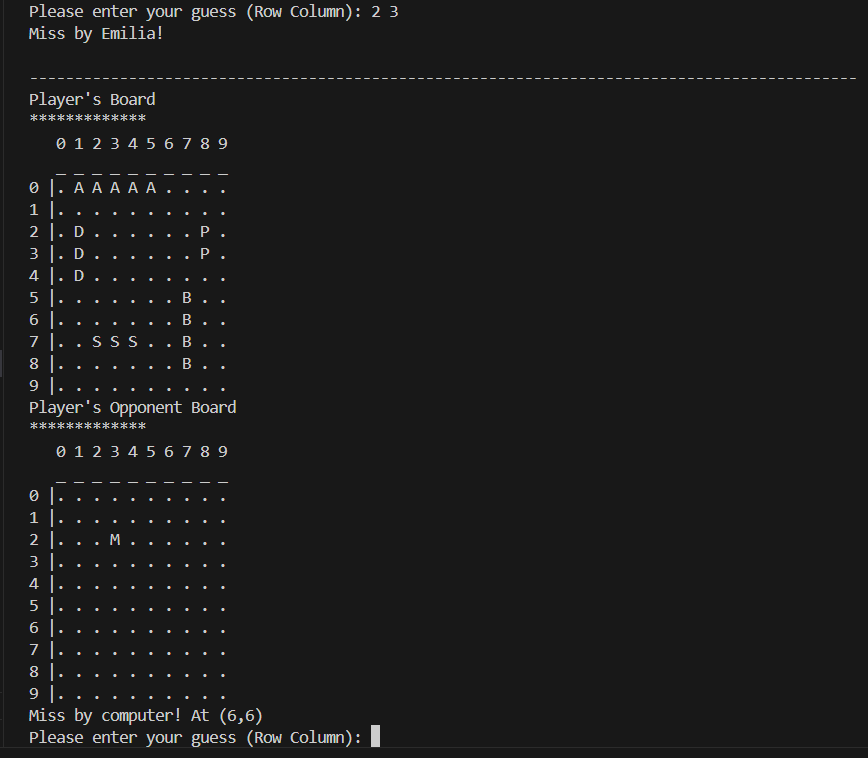 Please enter your guess (Row Column): 2 3
Miss by Emilia!
--------------------------------------------------------------------------------------------
Player's Board
*************
   0 1 2 3 4 5 6 7 8 9
   _ _ _ _ _ _ _ _ _ _
0 |. A A A A A . . . .
1 |. . . . . . . . . .
2 |. D . . . . . . P .
3 |. D . . . . . . P .
4 |. D . . . . . . . .
5 |. . . . . . . B . .
6 |. . . . . . . B . .
7 |. . S S S . . B . .
8 |. . . . . . . B . .
9 |. . . . . . . . . .
Player's Opponent Board
*************
   0 1 2 3 4 5 6 7 8 9
   _ _ _ _ _ _ _ _ _ _
0 |. . . . . . . . . .
1 |. . . . . . . . . .
2 |. . . M . . . . . .
3 |. . . . . . . . . .
4 |. . . . . . . . . .
5 |. . . . . . . . . .
6 |. . . . . . . . . .
7 |. . . . . . . . . .
8 |. . . . . . . . . .
9 |. . . . . . . . . .
Miss by computer! At (6,6)
Please enter your guess (Row Column):